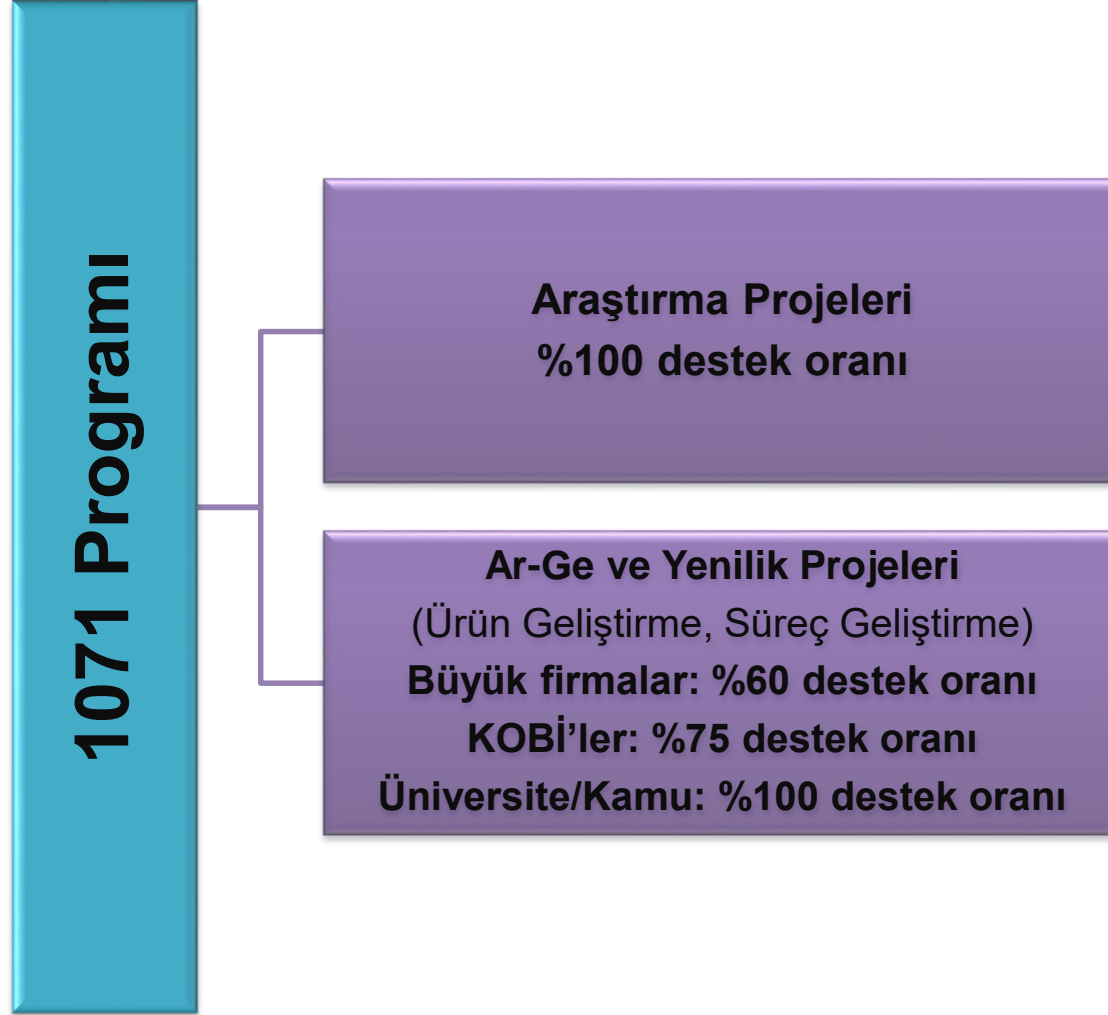 1071 Programı
Araştırma Projeleri
%100 destek oranı
Ar-Ge ve Yenilik Projeleri
(Ürün Geliştirme, Süreç Geliştirme)
Büyük firmalar: %60 destek oranı
KOBİ’ler: %75 destek oranı
Üniversite/Kamu: %100 destek oranı